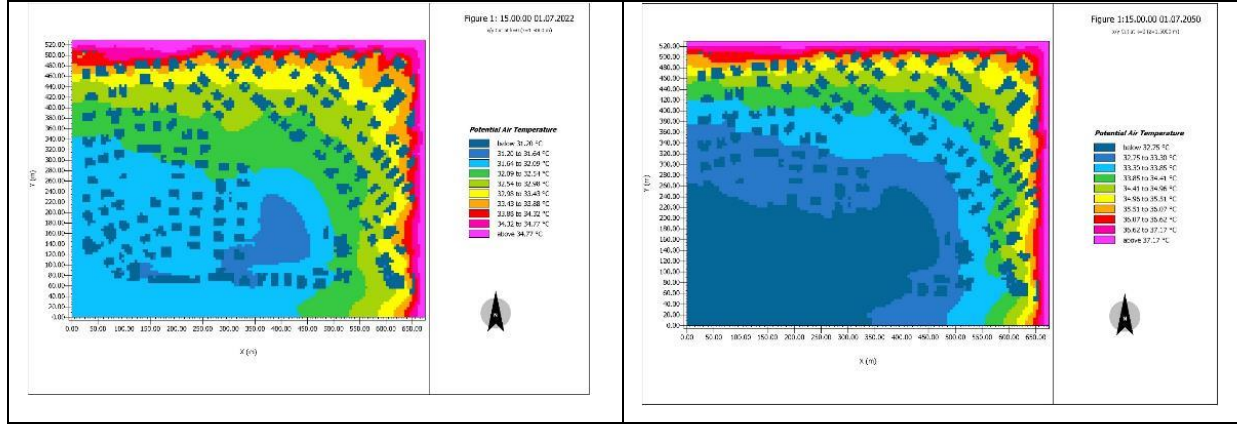 Figure 1: 15.00.00 01.07.2022
520.00
500.00
480.00
460.00
440.00
420.00
400.00
380.00
360.00
340.00
320.00
300.00
280.00
260.00
240.00
220.00
200.00
180.00
160.00
140.00
120.00
100.00
80.00
60.00
40.00
20.00
Y (m)
0.00 50.00 100.00 150.00 200.00 250.00 300.00 350.00 400.00 450.00 500.00 550.00 600.00 650.00
X (m)
Potential Air Temperature
below 31.20 °C
31.20 to 31.64 °C
31.64 to 32.09 °C
32.09 to 32.54 °C
32.54 to 32.98 °C
32.98 to 33.43 °C
33.43 to 33.88 °C
33.88 to 34.32 °C
34.32 to 34.77 °C
above 34.77 °C
Figure 1:15.00.00 01.07.2050
520.00
500.00
480.00
460.00
440.00
420.00
400.00
380.00
360.00
340.00
320.00
300.00
280.00
260.00
240.00
220.00
200.00
180.00
160.00
140.00
120.00
100.00
80.00
60.00
40.00
20.00
0.00
Y (m)
0.00 50.00 100.00 150.00 200.00 250.00 300.00 350.00 400.00 450.00 500.00 550.00 600.00 650.00
X (m)
Potential Air Temperature
below 32.75 °C
32.75 to 33.30 °C
33.30 to 33.85 °C
33.85 to 34.41 °C
34.41 to 34.96 °C
34.96 to 35.51 °C
35.51 to 36.07 °C
36.07 to 36.62 °C
36.62 to 37.17 °C
above 37.17 °C